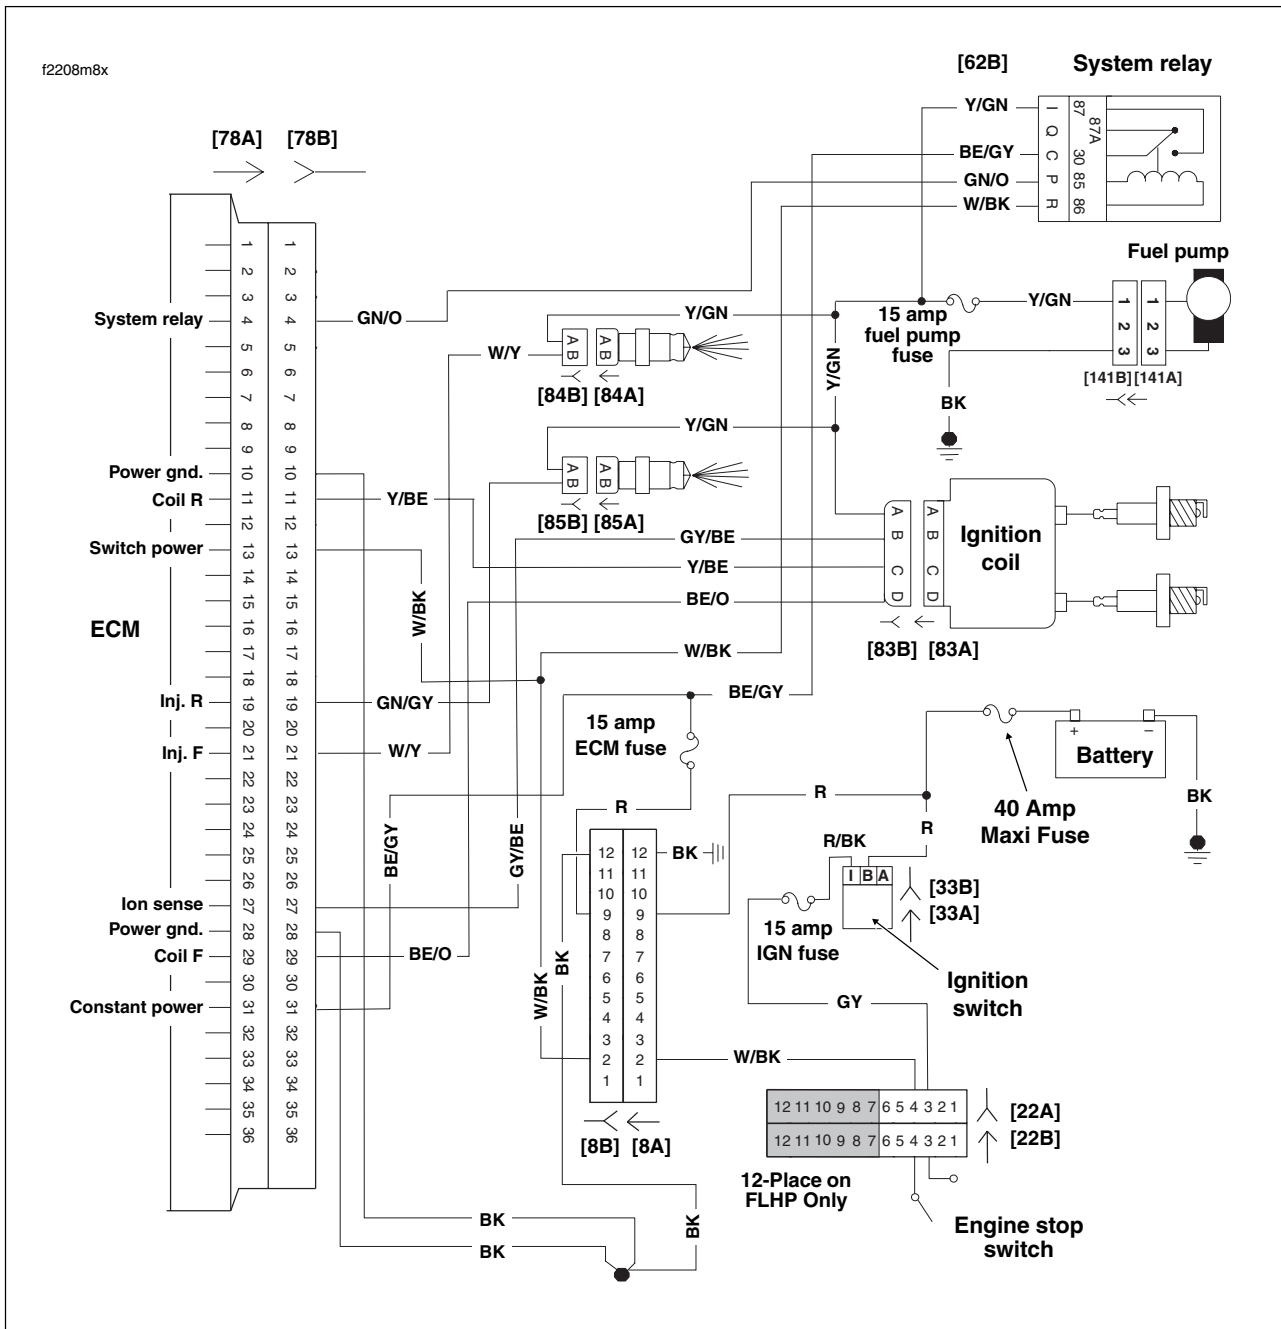 f2208m8x
[62B]
System relay
Y/GN
BE/GY
GN/O
W/BK
I
Q
C
P
R
87
87A
30
85
86
[78A]
[78B]
Fuel pump
Y/GN
1 1
2 2
3 3
[141B] [141A]
15 amp
fuel pump
fuse
BK
System relay
Power gnd.
Coil R
Switch power
ECM
Inj. R
Inj. F
Ion sense
Power gnd.
Coil F
Constant power
1 1
2 2
3 3
4 4
5 5
6 6
7 7
8 8
9 9
10 10
11 11
12 12
13 13
14 14
15 15
16 16
17 17
18 18
19 19
20 20
21 21
22 22
23 23
24 24
25 25
26 26
27 27
28 28
29 29
30 30
31 31
32 32
33 33
34 34
35 35
36 36
GN/O
Y/GN
W/Y
A A
B B
[84B] [84A]
Y/GN
Y/GN
A A
B B
[85B] [85A]
Y/BE
GY/BE
Y/BE
BE/O
A A
B B
C C
D D
[83B] [83A]
Ignition
coil
W/BK
W/BK
GN/GY
BE/GY
W/Y
15 amp
ECM fuse
R
R
Battery
+
–
40 Amp
Maxi Fuse
BK
R
R/BK
I B A
[33B]
[33A]
15 amp
IGN fuse
Ignition
switch
BE/GY
GY/BE
BE/O
BK
W/BK
12 12
11 11
10 10
9 9
8 8
7 7
6 6
5 5
4 4
3 3
2 2
1 1
BK
[8B] [8A]
GY
W/BK
12 11 10 9 8 7 6 5 4 3 2 1
12 11 10 9 8 7 6 5 4 3 2 1
[22A]
[22B]
12-Place on
FLHP Only
Engine stop
switch
BK
BK
BK